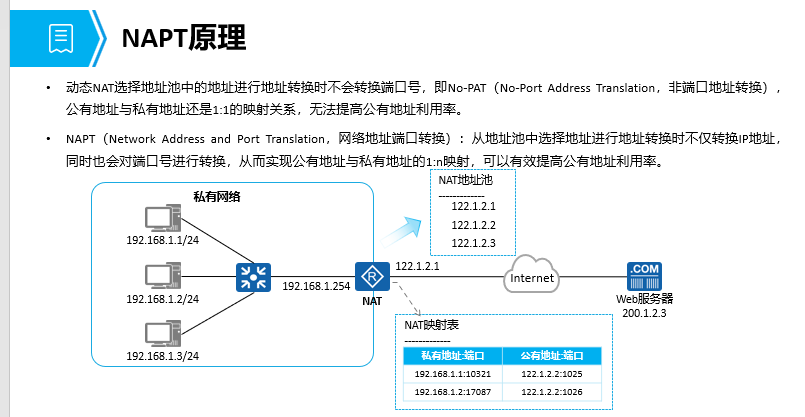 NAPT原理
• 动态NAT选择地址池中的地址进行地址转换时不会转换端口号，即No-PAT（No-Port Address Translation，非端口地址转换），
公有地址与私有地址还是1:1的映射关系，无法提高公有地址利用率。
• NAPT（Network Address and Port Translation，网络地址端口转换）：从地址池中选择地址进行地址转换时不仅转换IP地址，
同时也会对端口号进行转换，从而实现公有地址与私有地址的1:n映射，可以有效提高公有地址利用率。
私有网络
192.168.1.1/24
192.168.1.2/24
192.168.1.3/24
192.168.1.254
R
NAT
122.1.2.1
NAT地址池
-------------
122.1.2.1
122.1.2.2
122.1.2.3
Internet
.COM
Web服务器
200.1.2.3
NAT映射表
-------------
私有地址:端口 公有地址:端口
192.168.1.1:10321 122.1.2.2:1025
192.168.1.2:17087 122.1.2.2:1026